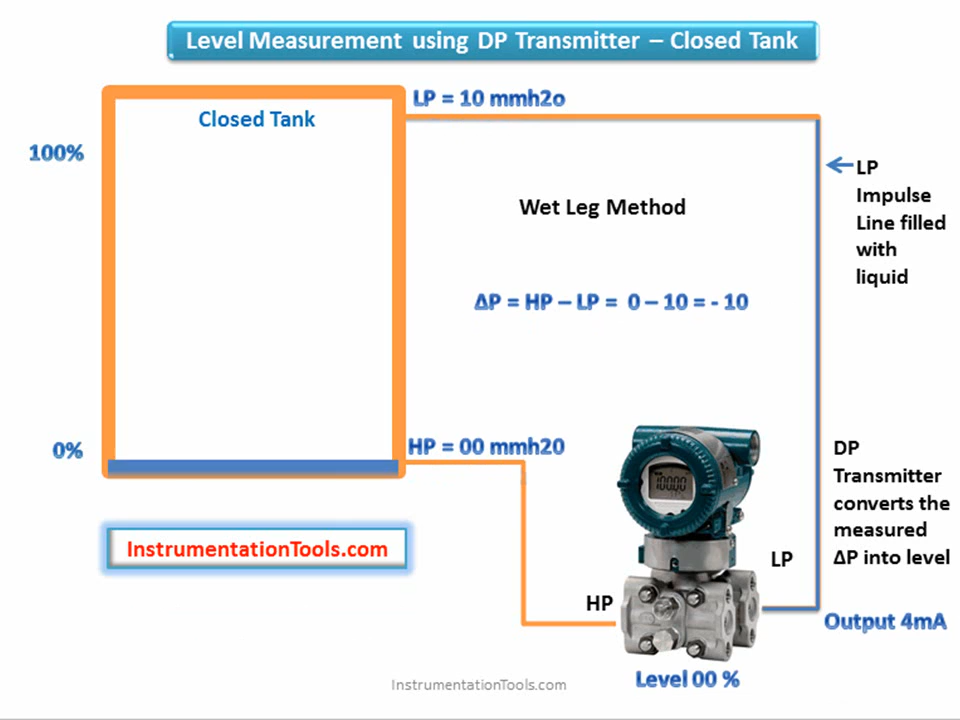 Level Measurement using DP Transmitter – Closed Tank
LP = 10 mmh2o
Closed Tank
100%
LP
Impulse
Line filled
with
liquid
Wet Leg Method
ΔP = HP – LP = 0 – 10 = - 10
0%
HP = 00 mmh20
DP
Transmitter
converts the
measured
ΔP into level
100.00
InstrumentationTools.com
LP
HP
Output 4mA
Level 00 %
InstrumentationTools.com